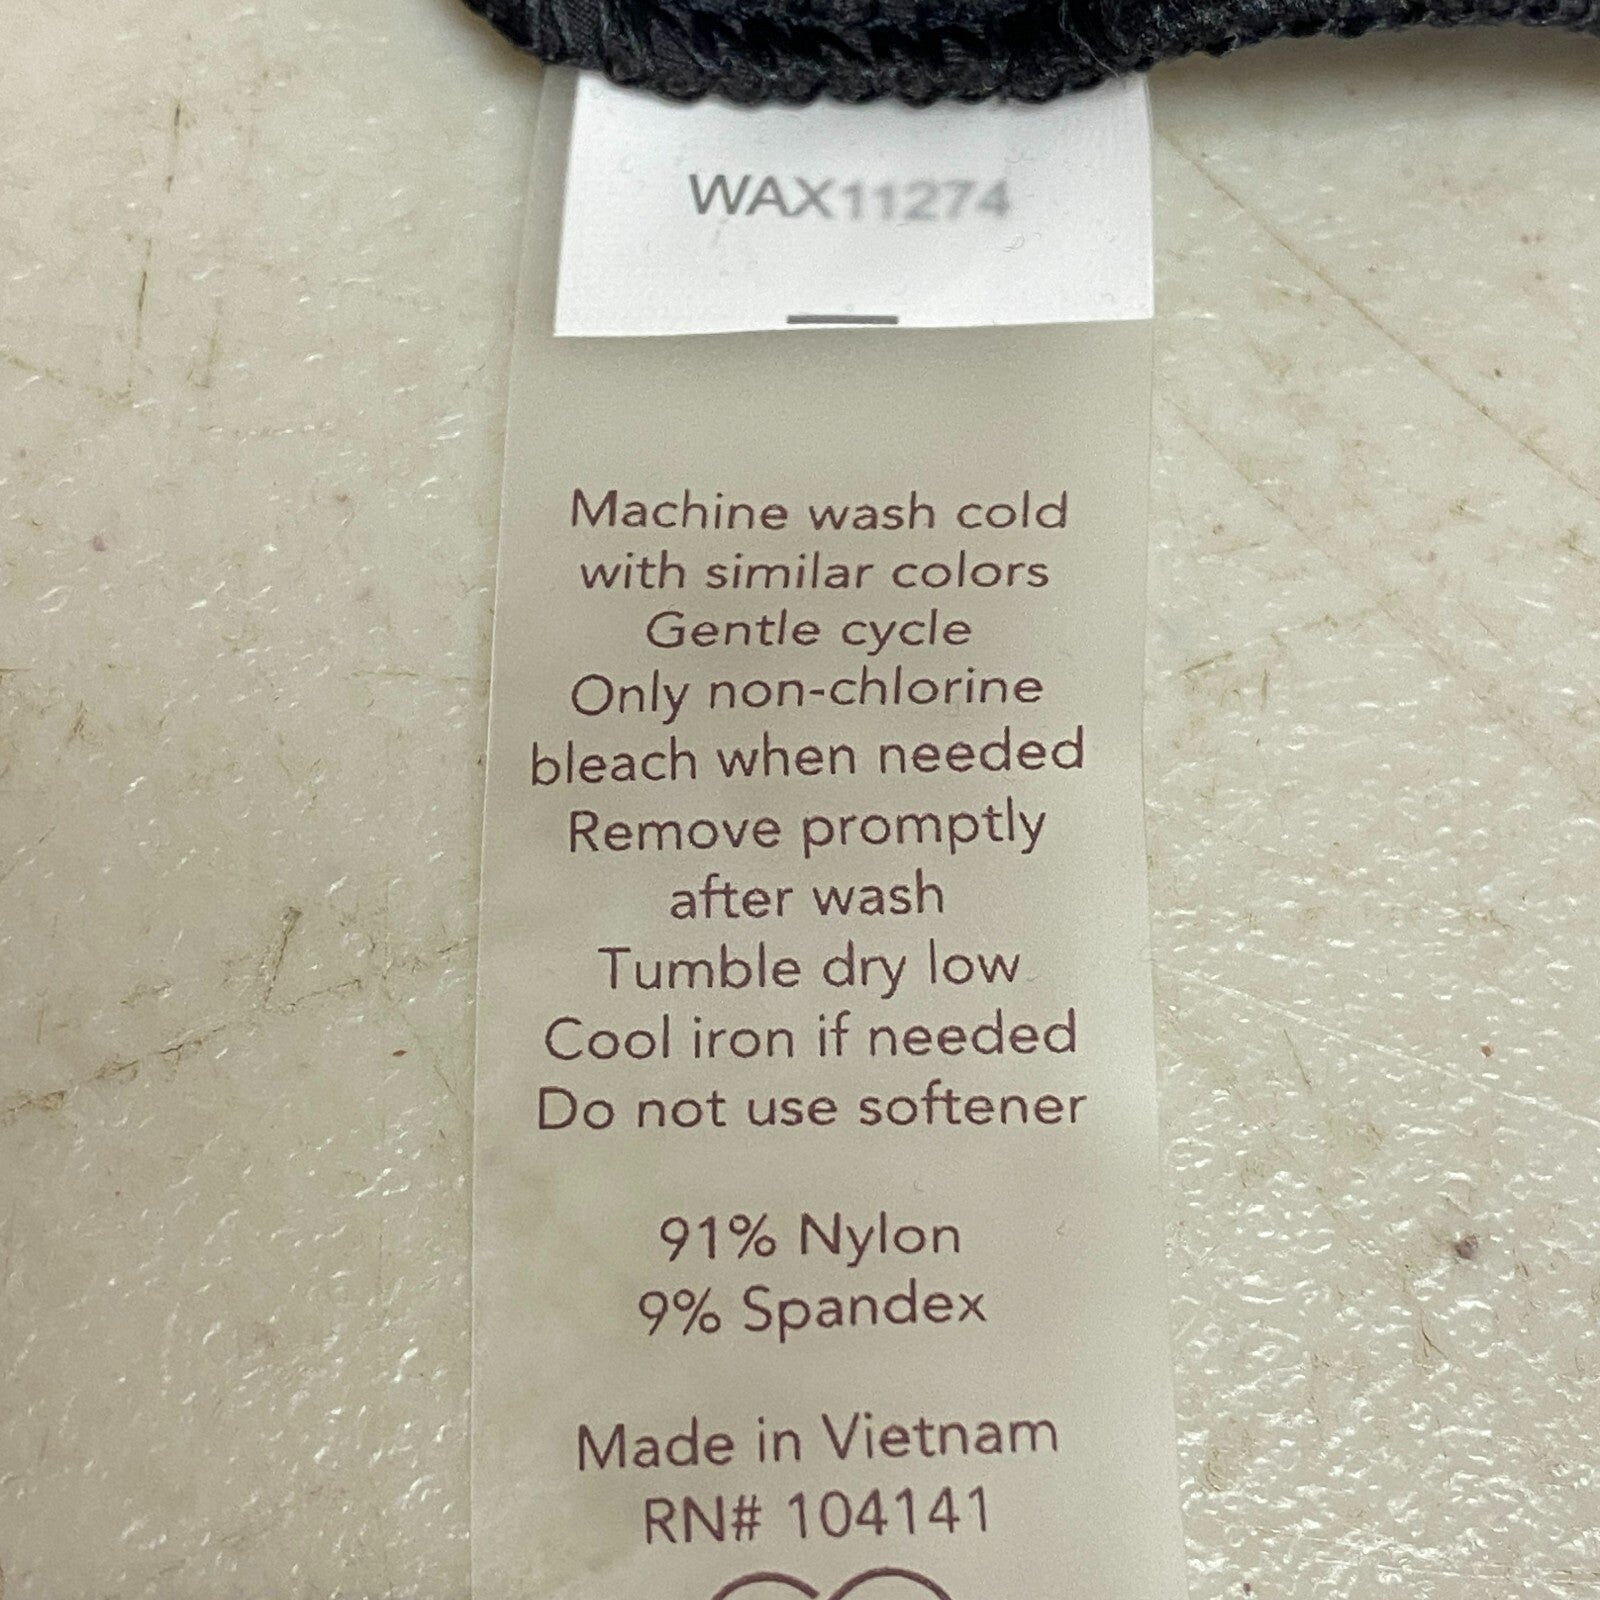 WAX11274
Machine wash cold
with similar colors
Gentle cycle
Only non-chlorine
bleach when needed
Remove promptly
after wash
Tumble dry low
Cool iron if needed
Do not use softener
91% Nylon
9% Spandex
Made in Vietnam
RN# 104141